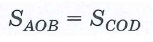 S_{AOB} = S_{COD}